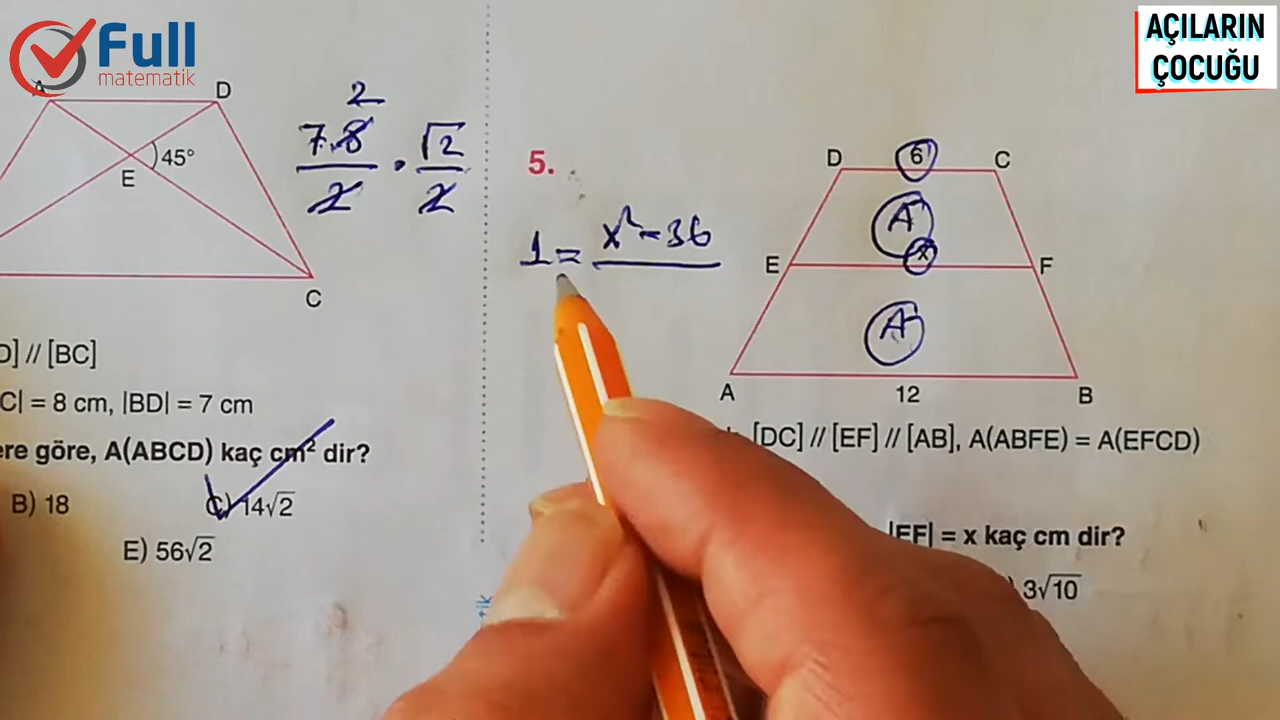 Full
matematik
AÇILARIN
ÇOCUĞU
A
D
45°
E
C
2
7.8
2
.
√2
2
D] // [BC]
C| = 8 cm, |BD| = 7 cm
ere göre, A(ABCD) kaç cm² dir?
B) 18
C) 14√2
E) 56√2
5.
1 = x² - 36
D
6
C
A
E
x
F
A
A
12
B
[DC] // [EF] // [AB], A(ABFE) = A(EFCD)
|EF| = x kaç cm dir?
) 3√10